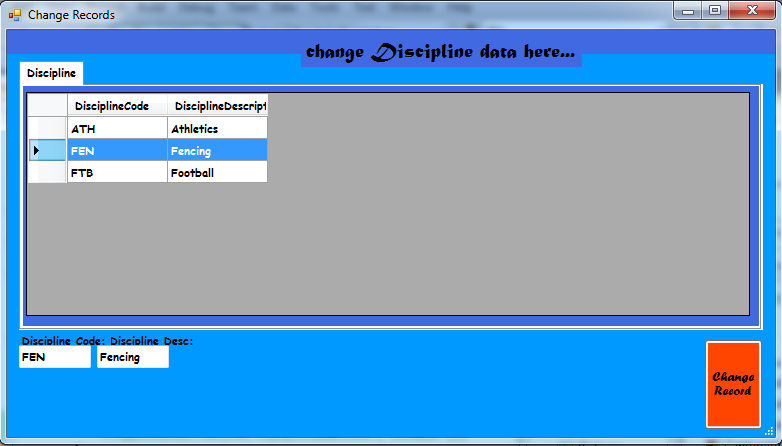 Change Records
change Discipline data here...
Discipline
DisciplineCode DisciplineDescript
ATH Athletics
FEN Fencing
FTB Football
Discipline Code: Discipline Desc:
FEN Fencing
Change
Record